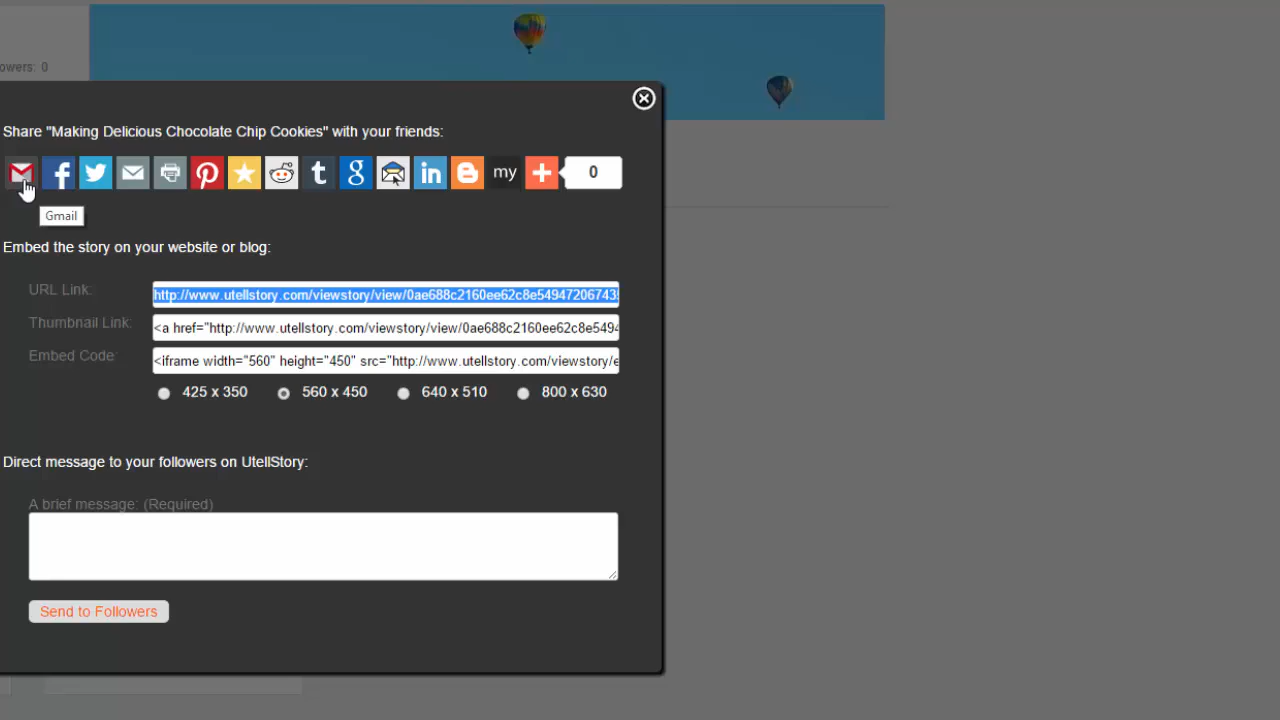 owers: 0
Share "Making Delicious Chocolate Chip Cookies" with your friends:
my
0
Gmail
Embed the story on your website or blog:
URL Link:
http://www.utellstory.com/viewstory/view/0ae688c2160ee62c8e54947206743
Thumbnail Link:
<a href="http://www.utellstory.com/viewstory/view/0ae688c2160ee62c8e5494
Embed Code:
<iframe width="560" height="450" src="http://www.utellstory.com/viewstory/e
425 x 350 560 x 450 640 x 510 800 x 630
Direct message to your followers on UtellStory:
A brief message: (Required)
Send to Followers